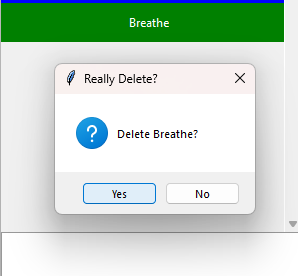 Breathe
Really Delete?
Delete Breathe?
Yes
No